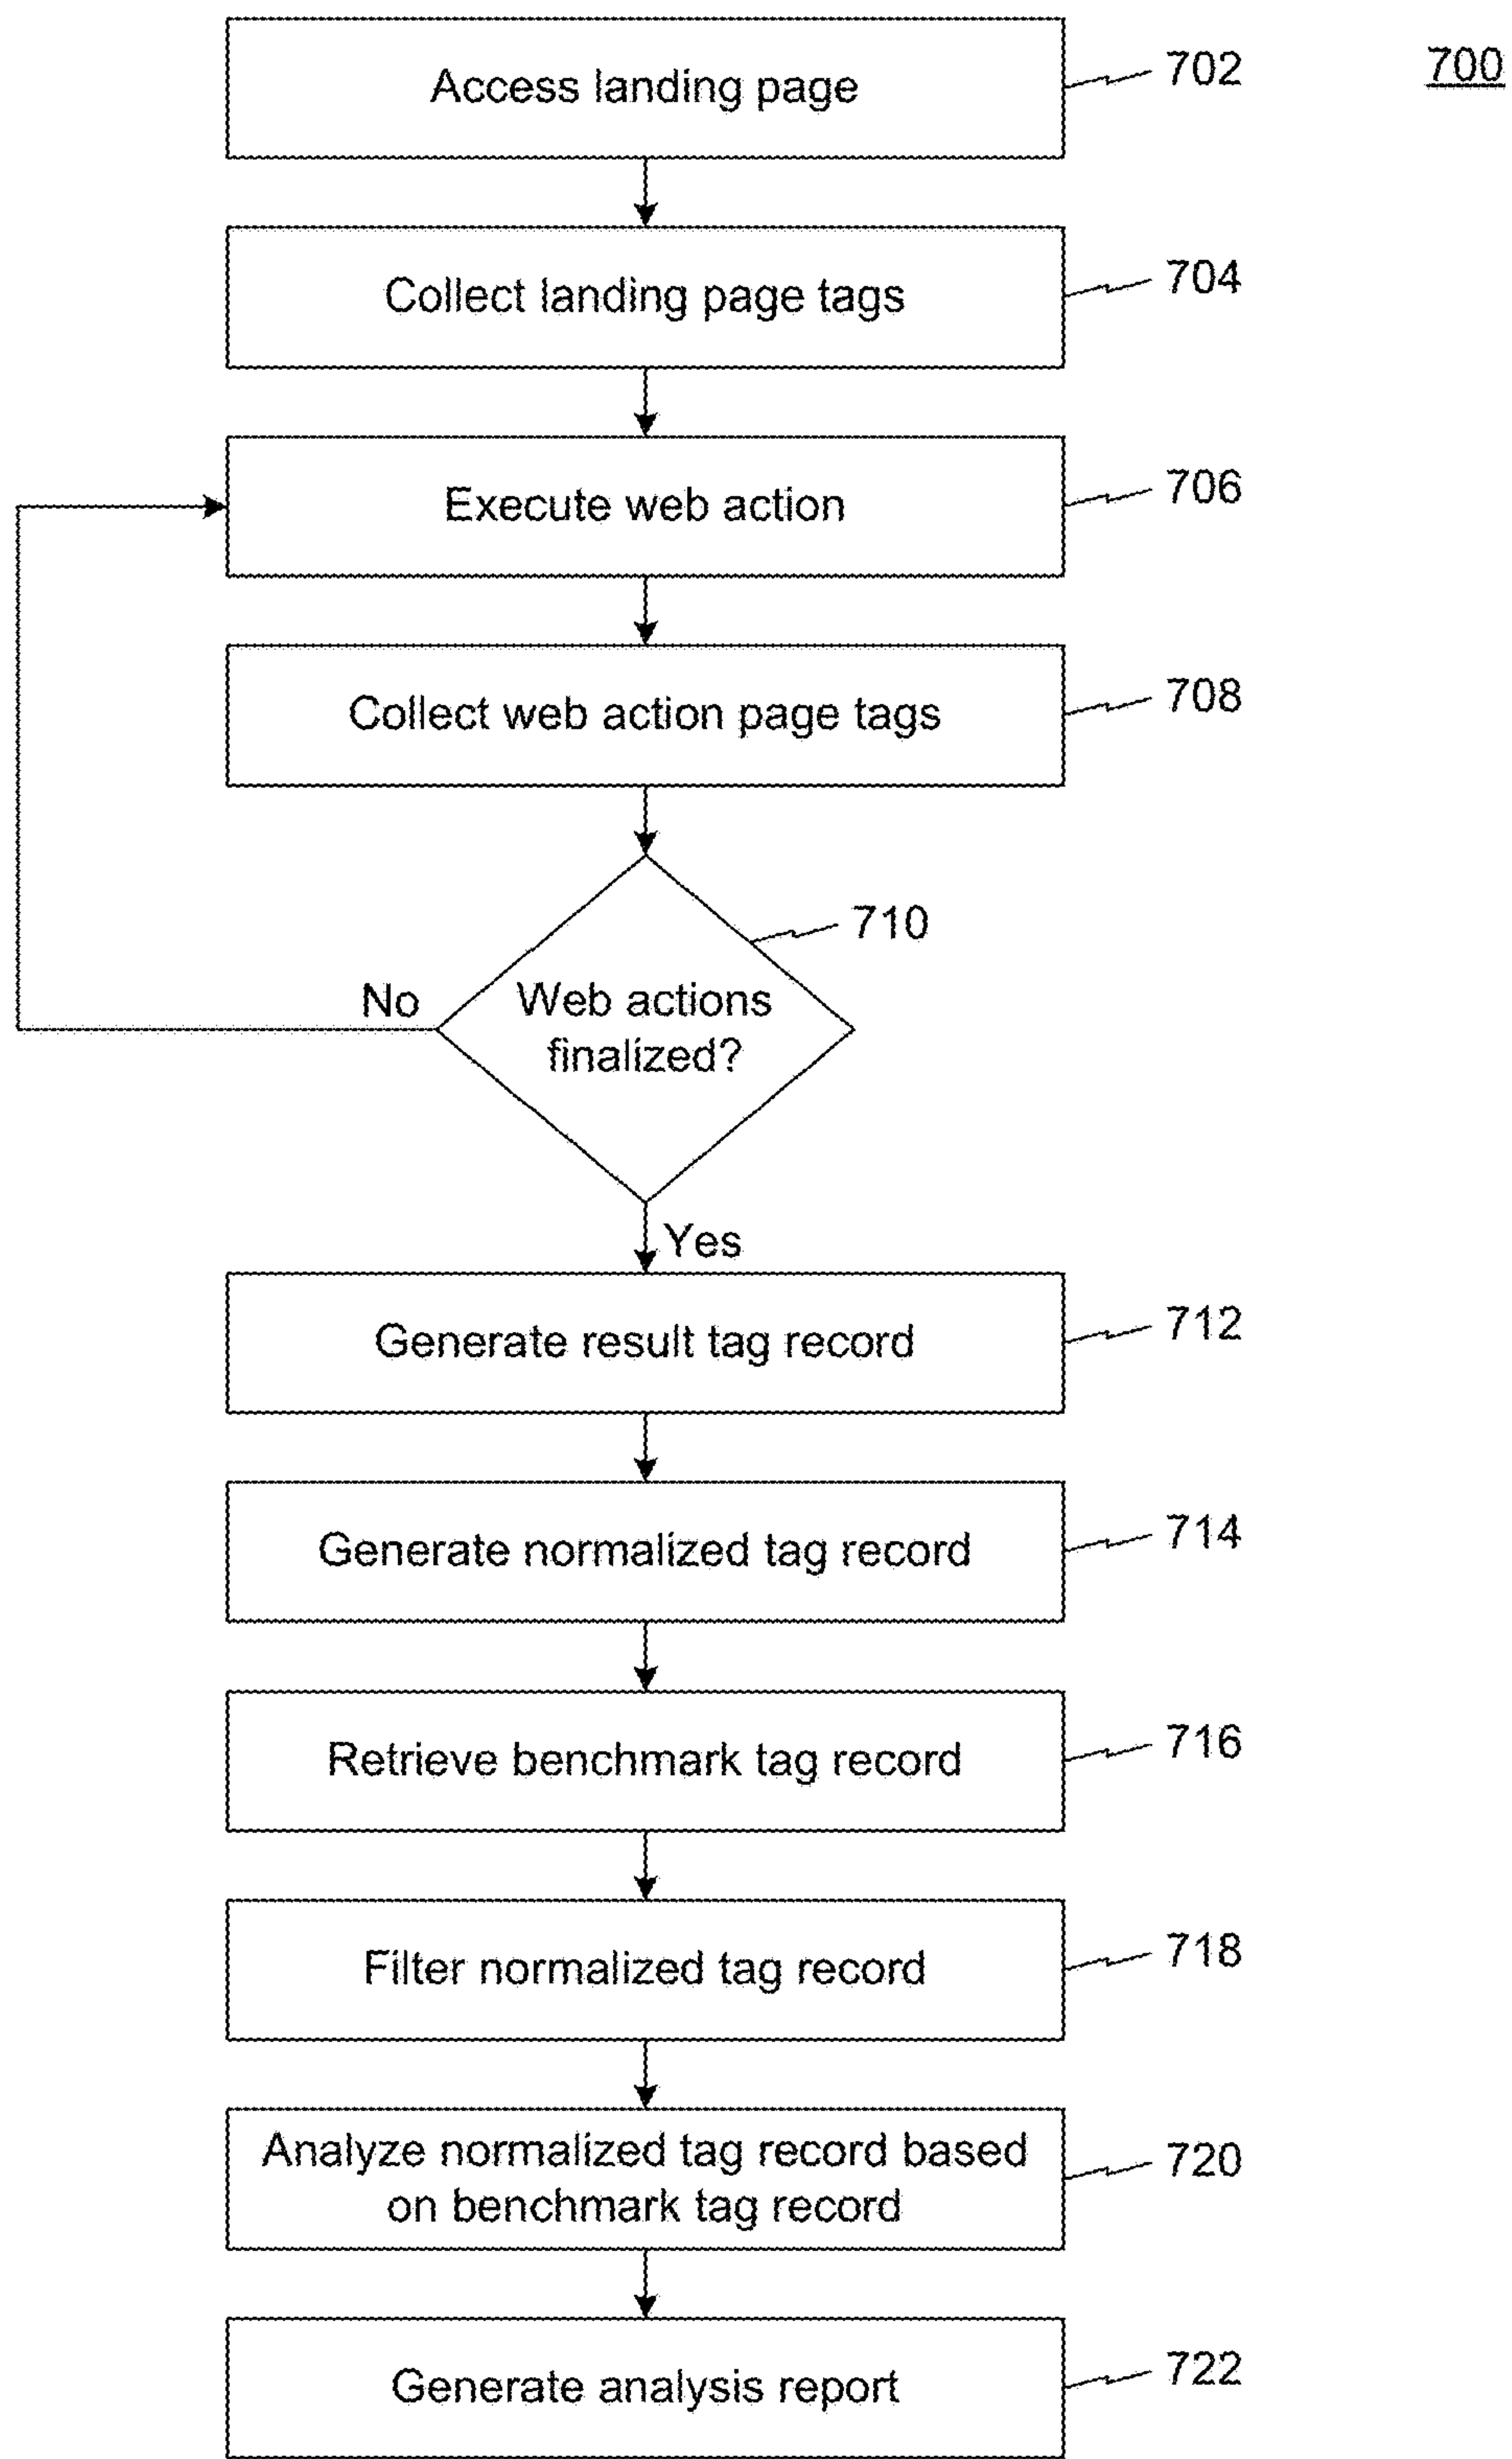 700
Access landing page
702
Collect landing page tags
704
Execute web action
706
Collect web action page tags
708
710
Web actions
finalized?
No
Yes
Generate result tag record
712
Generate normalized tag record
714
Retrieve benchmark tag record
716
Filter normalized tag record
718
Analyze normalized tag record based
on benchmark tag record
720
Generate analysis report
722